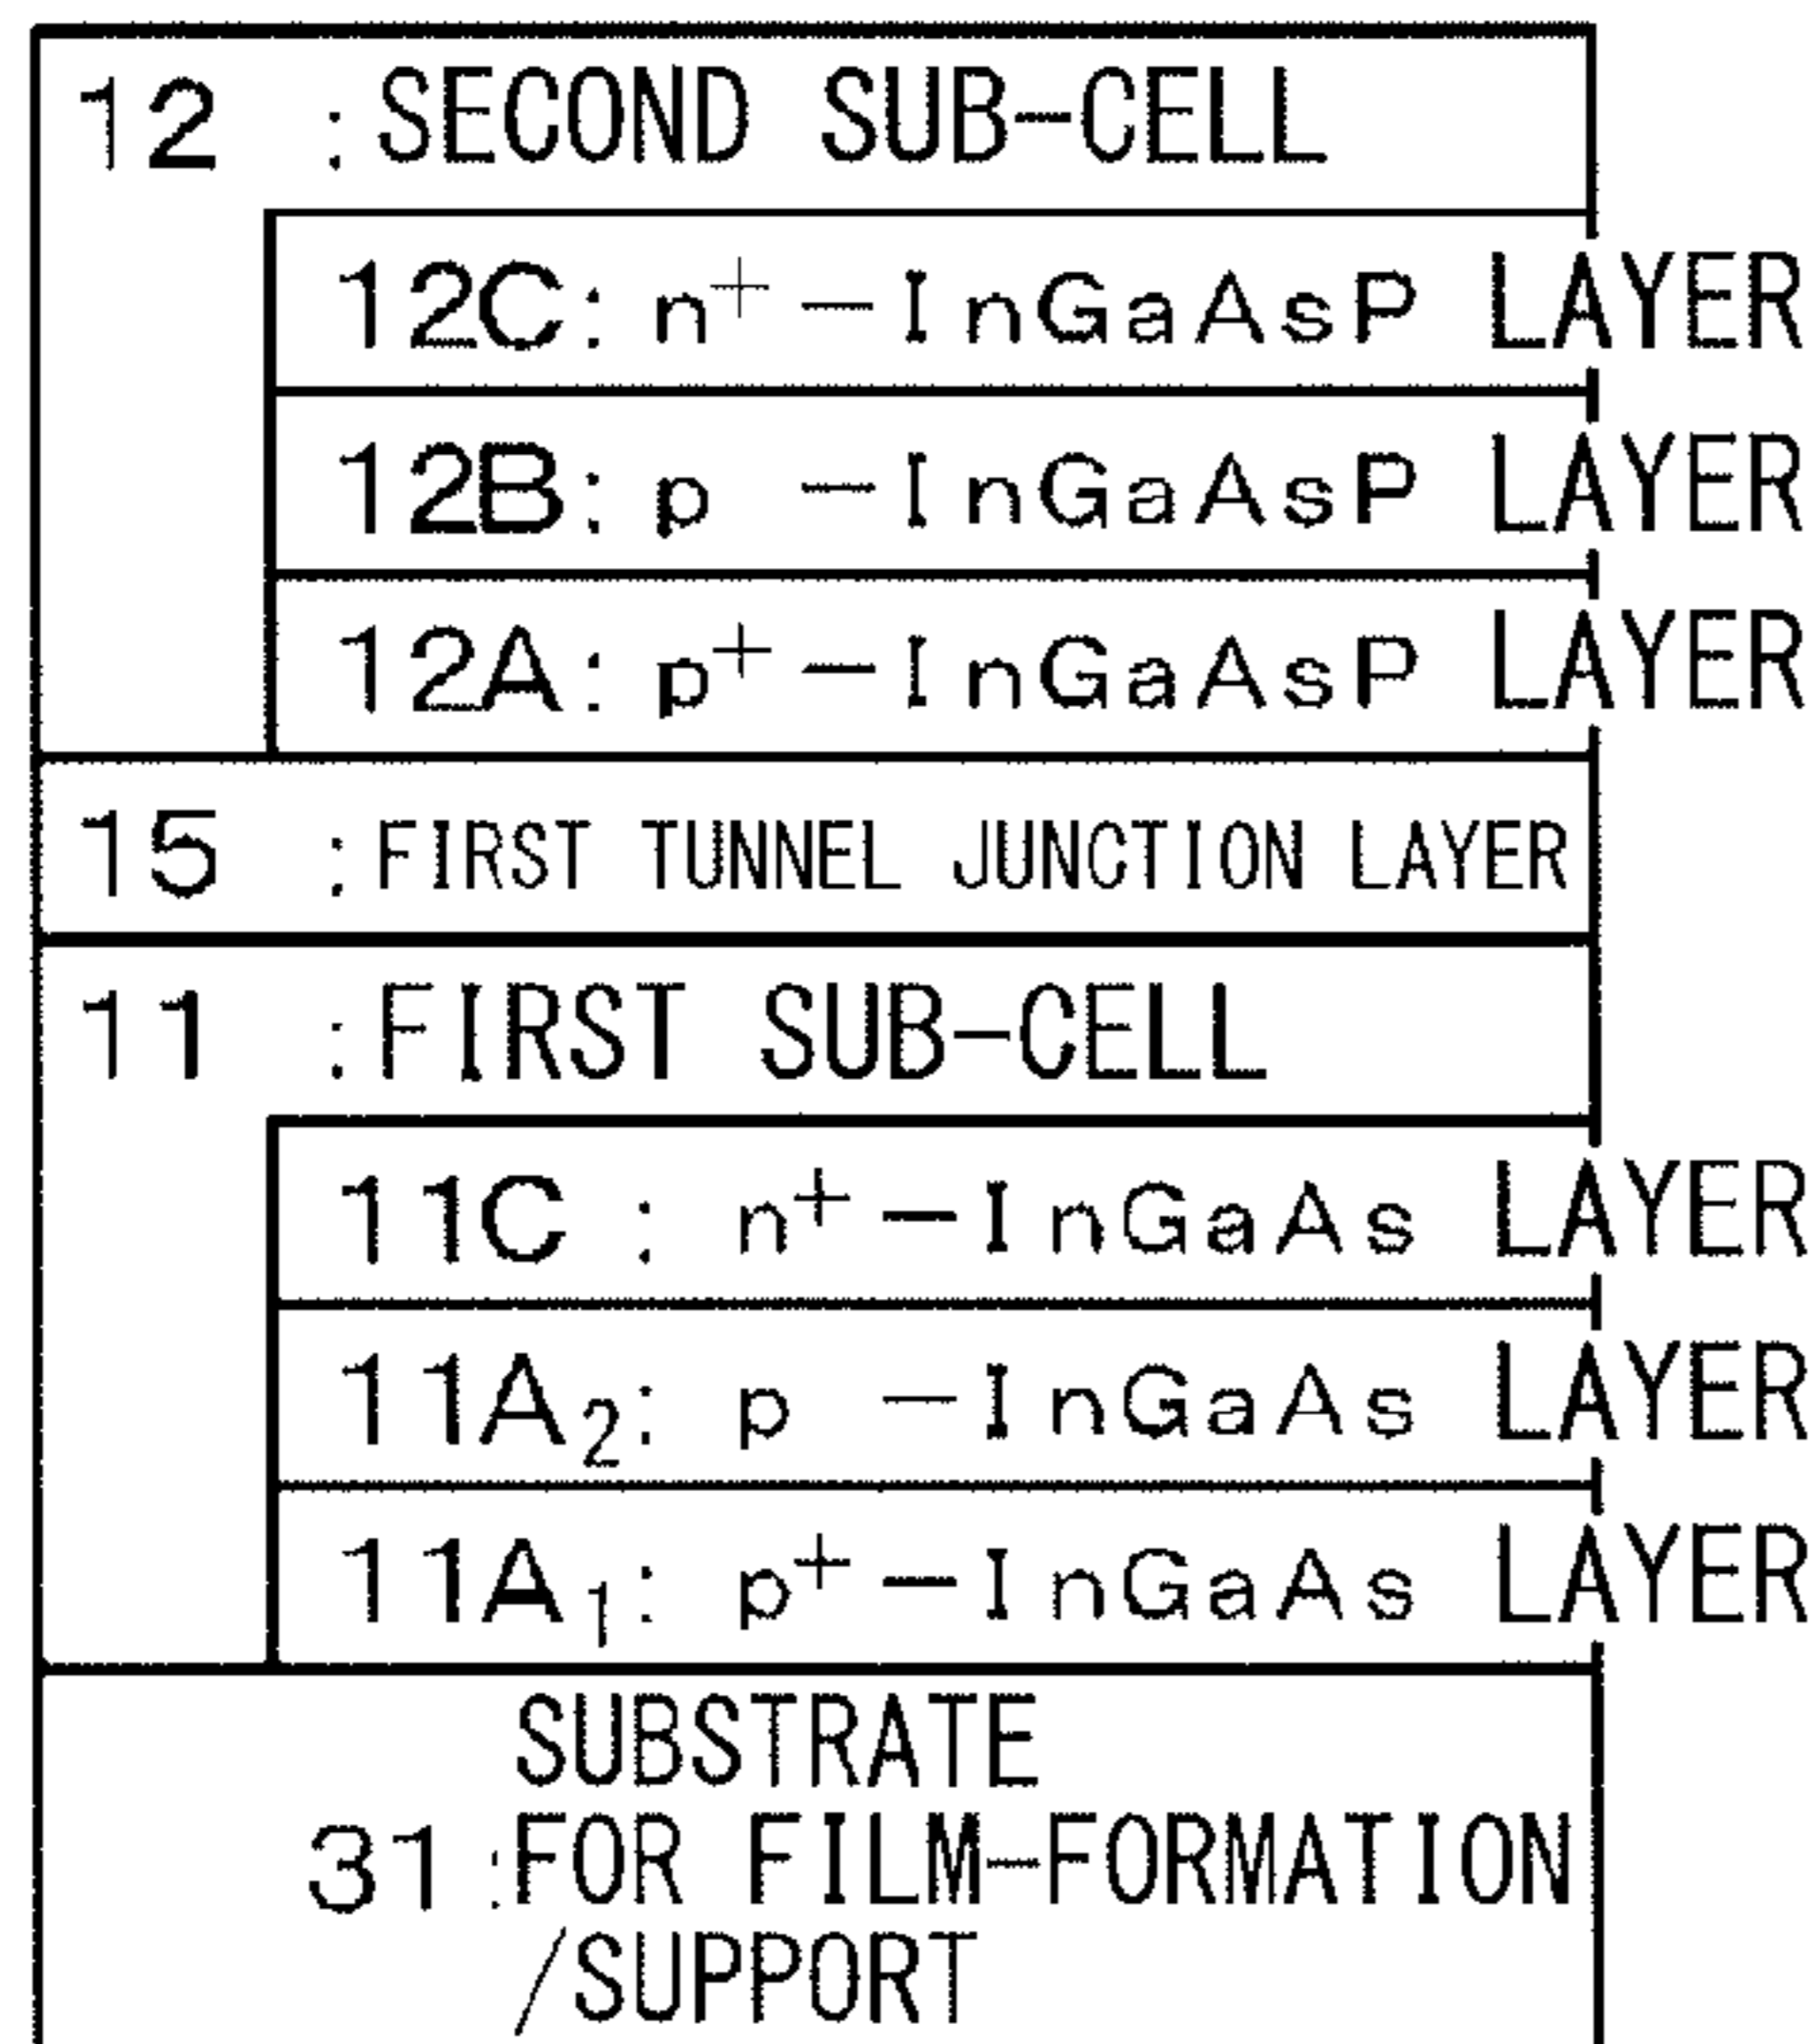 12 :SECOND SUB-CELL
12C: n⁺-InGaAsP LAYER
12B: p -InGaAsP LAYER
12A: p⁺-InGaAsP LAYER
15 :FIRST TUNNEL JUNCTION LAYER
11 :FIRST SUB-CELL
11C : n⁺-InGaAs LAYER
11A₂: p -InGaAs LAYER
11A₁: p⁺-InGaAs LAYER
SUBSTRATE
31:FOR FILM-FORMATION
/SUPPORT